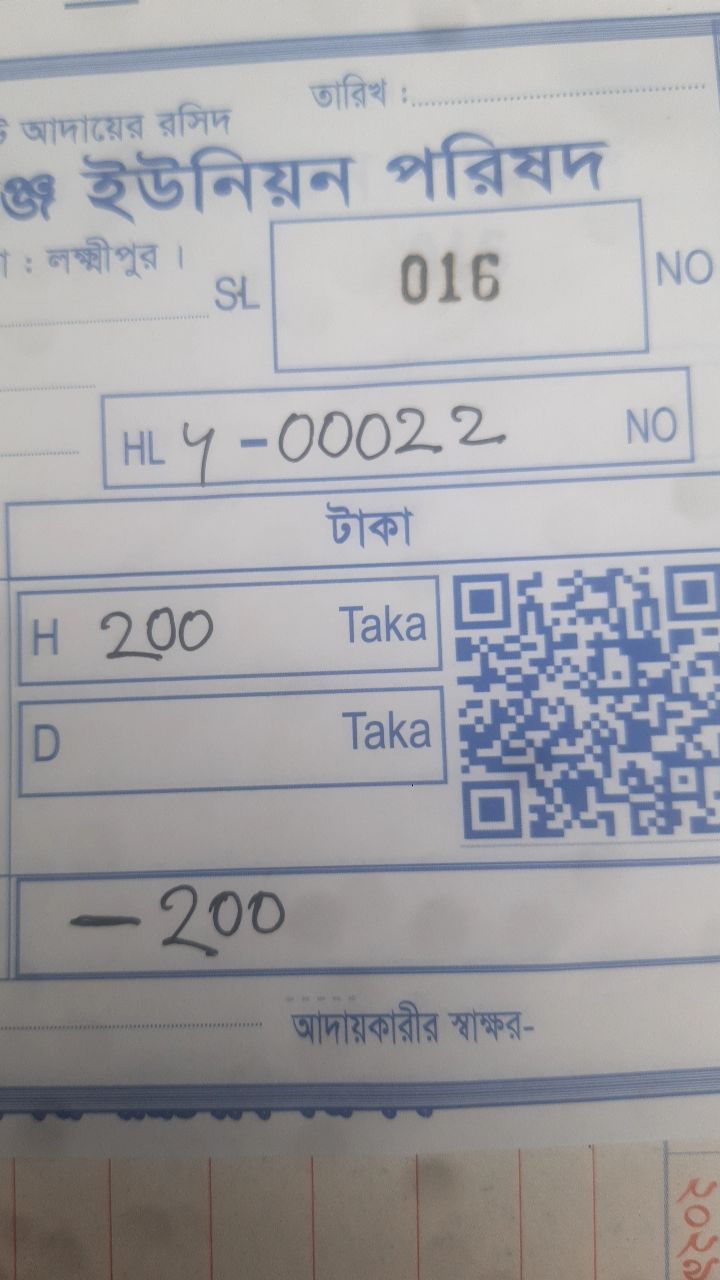 তারিখ :
আদায়ের রসিদ
ঞ্জ ইউনিয়ন পরিষদ
: লক্ষ্মীপুর ।
SL 016 NO
HL 4-00022 NO
টাকা
H 200 Taka
D Taka
- 200
আদায়কারীর স্বাক্ষর-